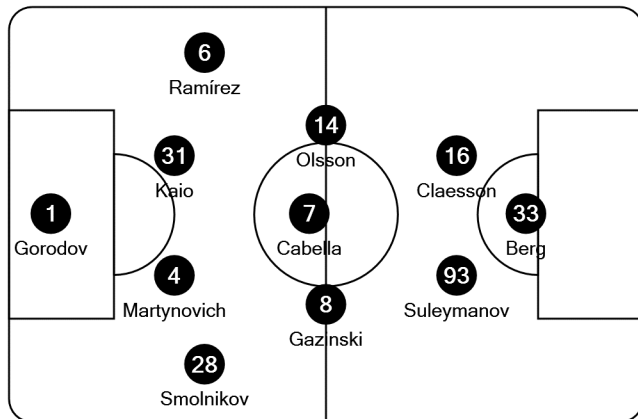 6
Ramírez
14
Olsson
31
Kaio
16
Claesson
1
Gorodov
7
Cabella
33
Berg
4
Martynovich
93
Suleymanov
8
Gazinski
28
Smolnikov